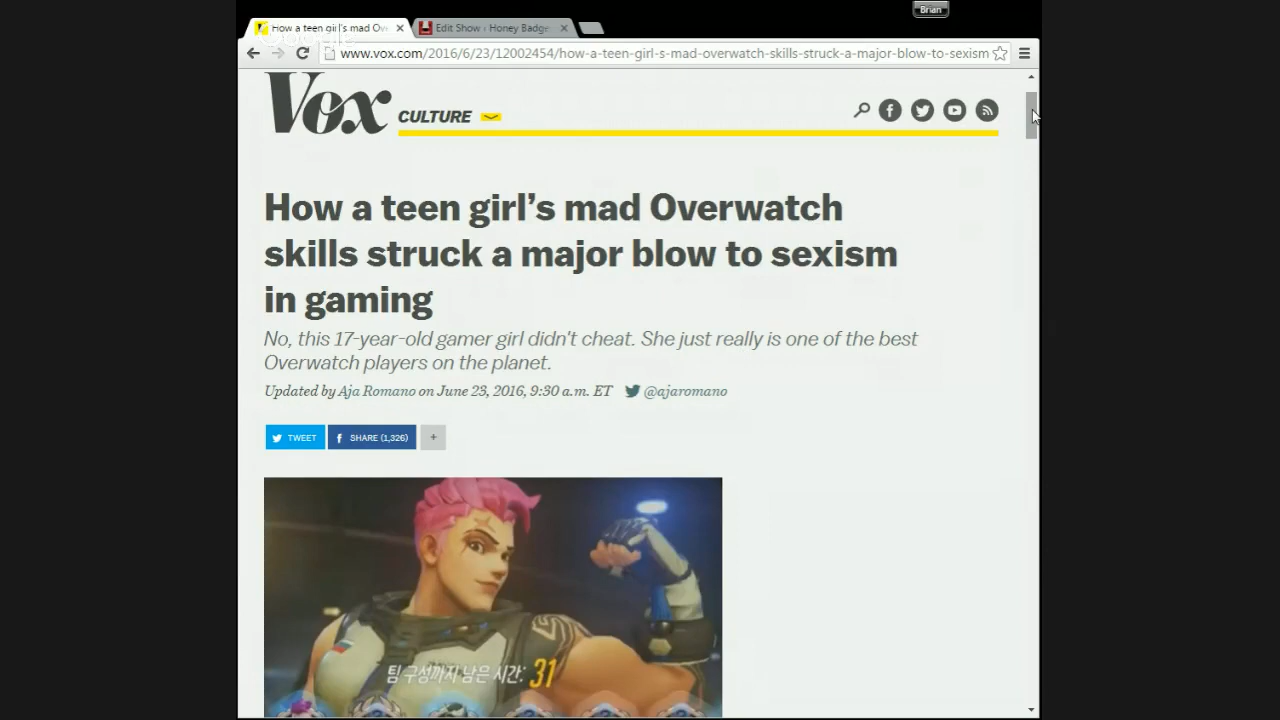 Brian
How a teen girl's mad Ov
Edit Show ‹ Honey Badge
Google
www.vox.com/2016/6/23/12002454/how-a-teen-girl-s-mad-overwatch-skills-struck-a-major-blow-to-sexism
Vox
CULTURE
How a teen girl’s mad Overwatch
skills struck a major blow to sexism
in gaming
No, this 17-year-old gamer girl didn't cheat. She just really is one of the best
Overwatch players on the planet.
Updated by Aja Romano on June 23, 2016, 9:30 a.m. ET @ajaromano
TWEET
SHARE (1,326)
+
팀 구성까지 남은 시간: 31